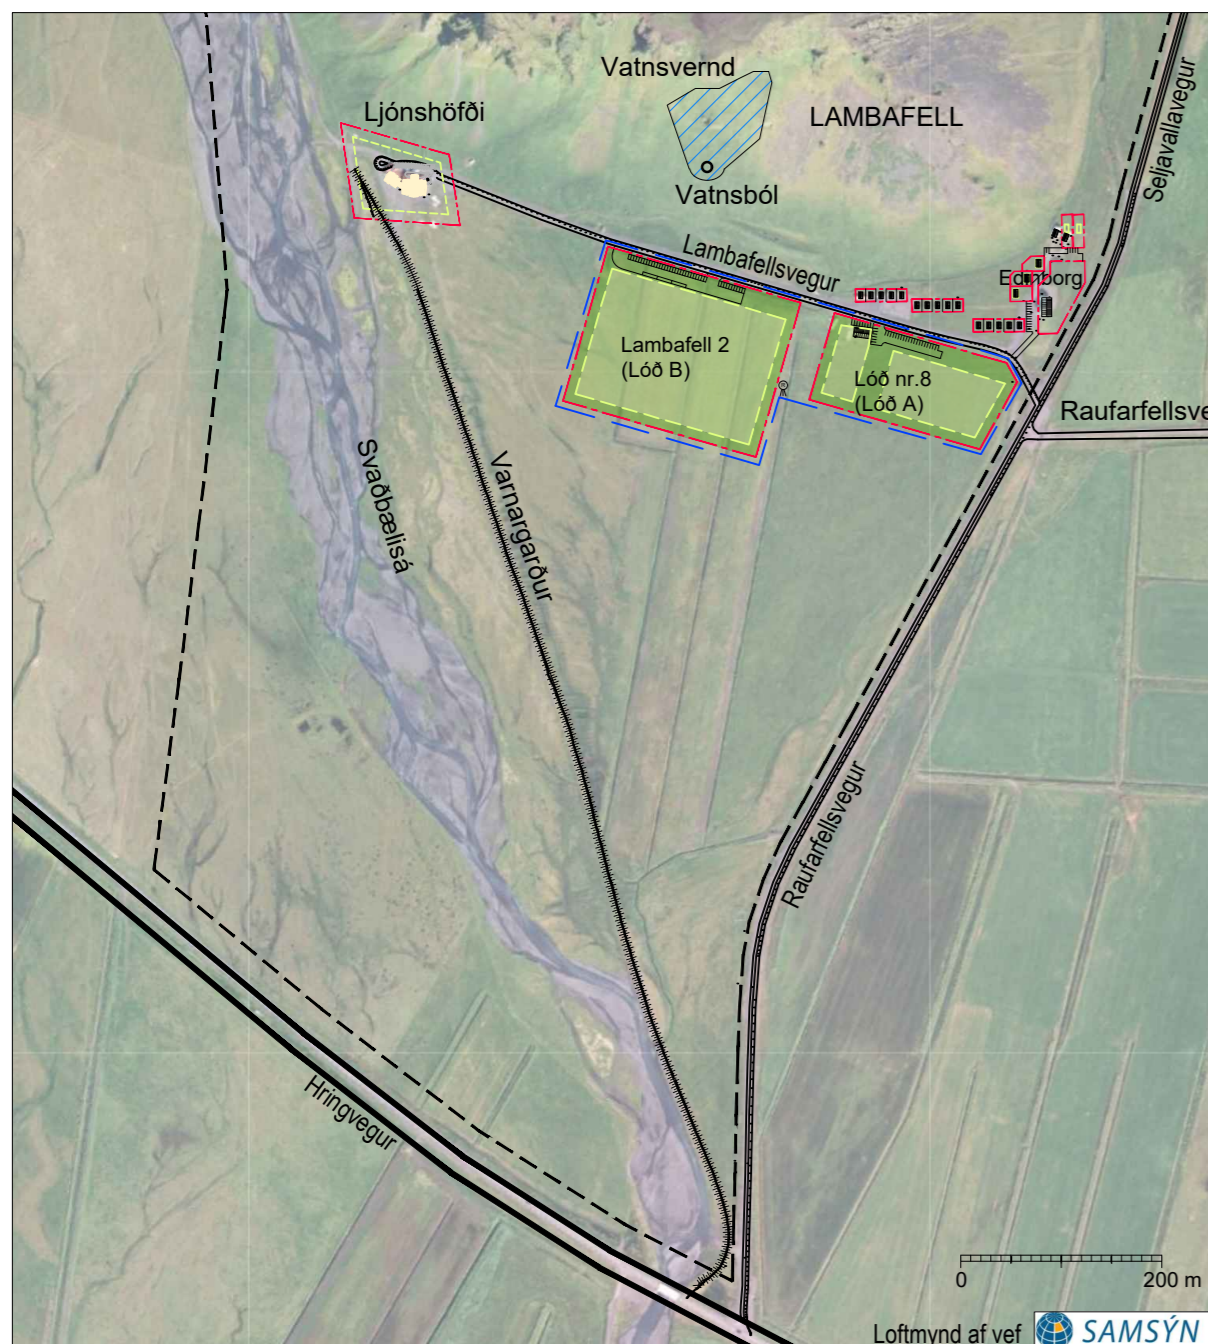 Vatnsvernd
Ljónshöfði
LAMBAFELL
Seljavallavegur
Vatnsból
Lambafellsvegur
Edinborg
Lambafell 2
(Lóð B)
Lóð nr.8
(Lóð A)
Raufarfellsve
Svaðbælisá
Varnargarður
Raufarfellsvegur
Hringvegur
0
200 m
Loftmynd af vef
SAMSÝN